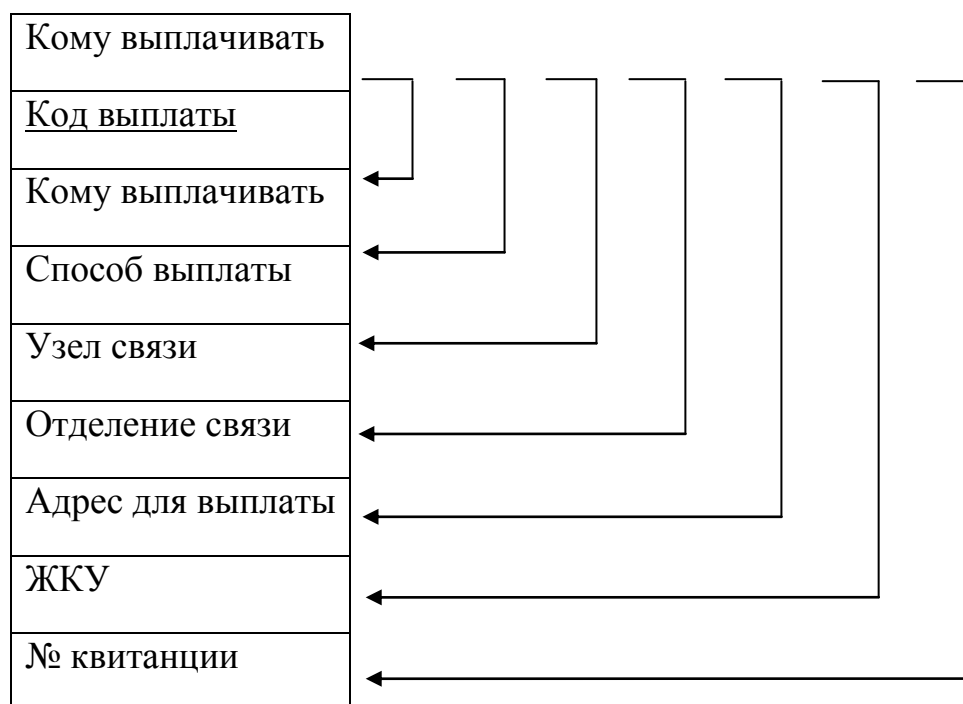 Кому выплачивать
Код выплаты
Кому выплачивать
Способ выплаты
Узел связи
Отделение связи
Адрес для выплаты
ЖКУ
№ квитанции